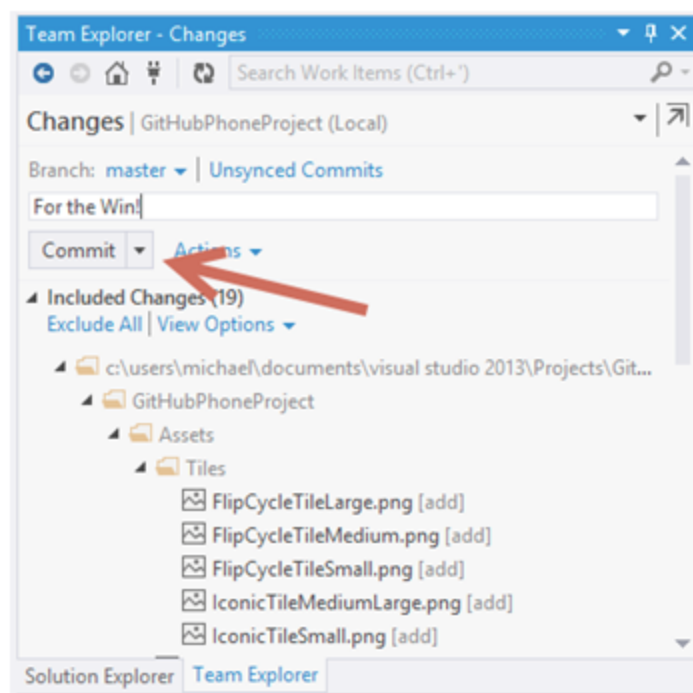 Team Explorer - Changes
Search Work Items (Ctrl+')
Changes | GitHubPhoneProject (Local)
Branch: master | Unsynced Commits
For the Win!
Commit Actions
Included Changes (19)
Exclude All | View Options
c:\users\michael\documents\visual studio 2013\Projects\Git...
GitHubPhoneProject
Assets
Tiles
FlipCycleTileLarge.png [add]
FlipCycleTileMedium.png [add]
FlipCycleTileSmall.png [add]
IconicTileMediumLarge.png [add]
IconicTileSmall.png [add]
Solution Explorer Team Explorer